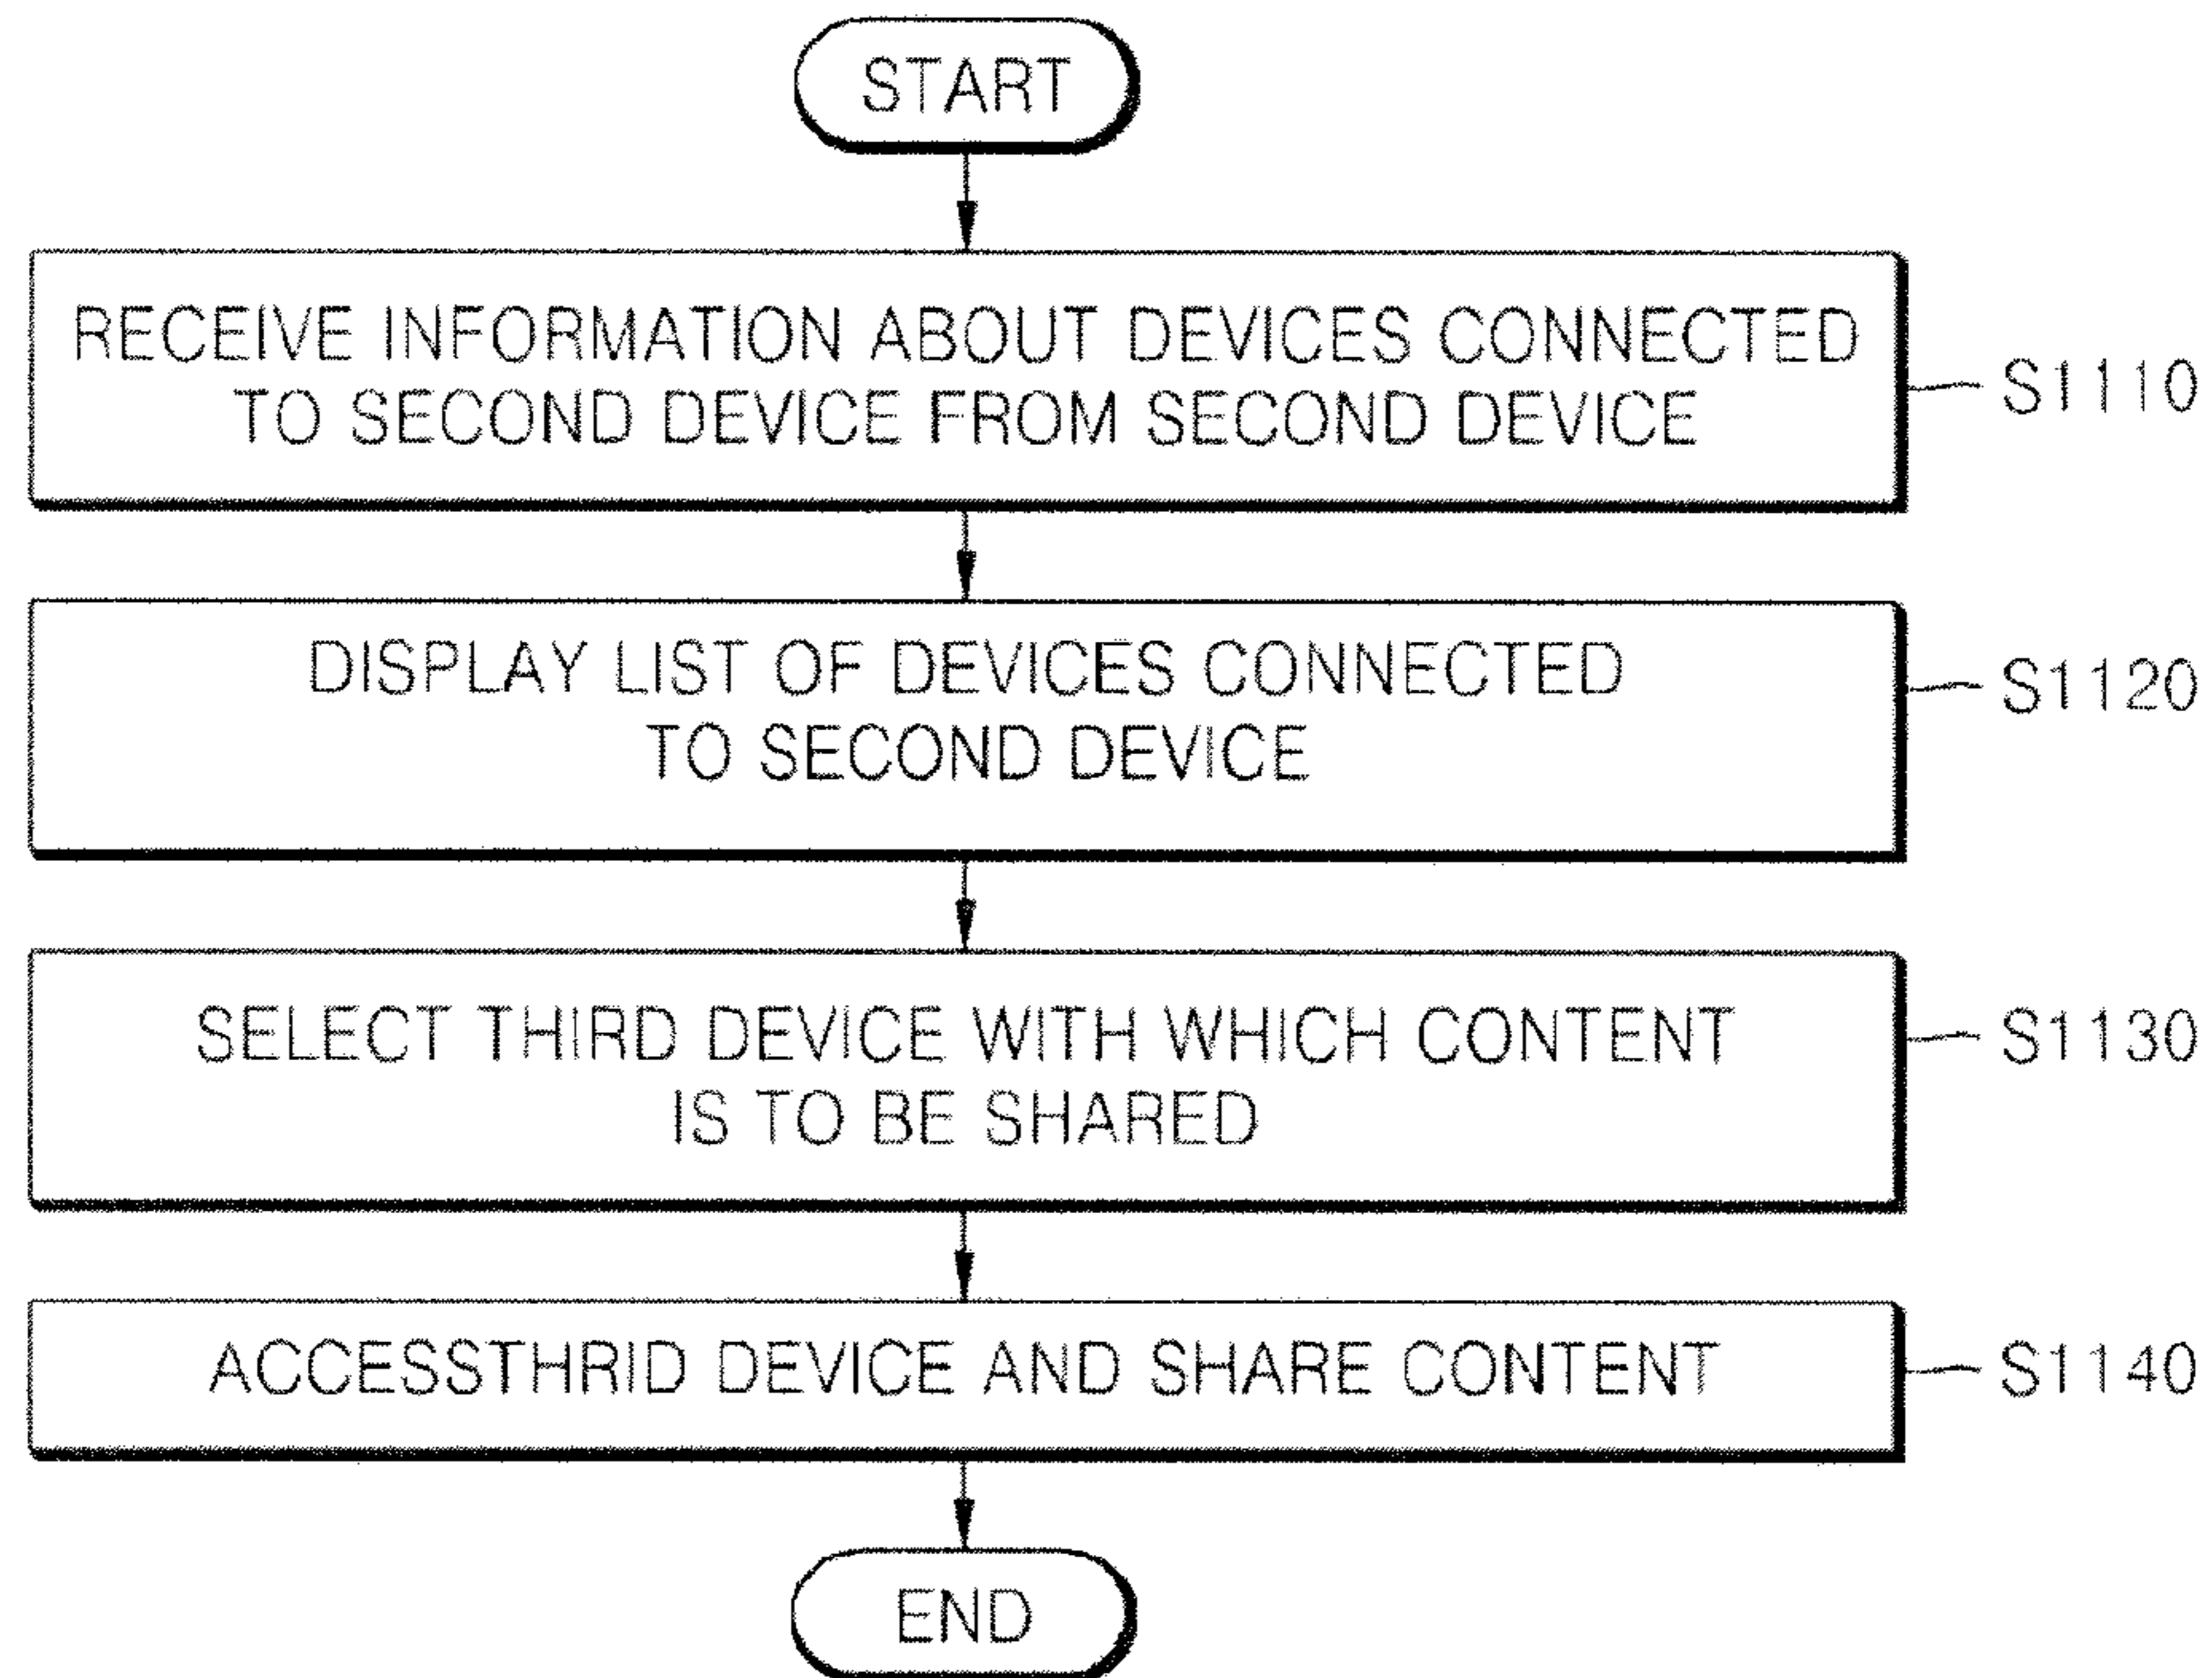 START
RECEIVE INFORMATION ABOUT DEVICES CONNECTED
TO SECOND DEVICE FROM SECOND DEVICE
S1110
DISPLAY LIST OF DEVICES CONNECTED
TO SECOND DEVICE
S1120
SELECT THIRD DEVICE WITH WHICH CONTENT
IS TO BE SHARED
S1130
ACCESSTHRID DEVICE AND SHARE CONTENT
S1140
END